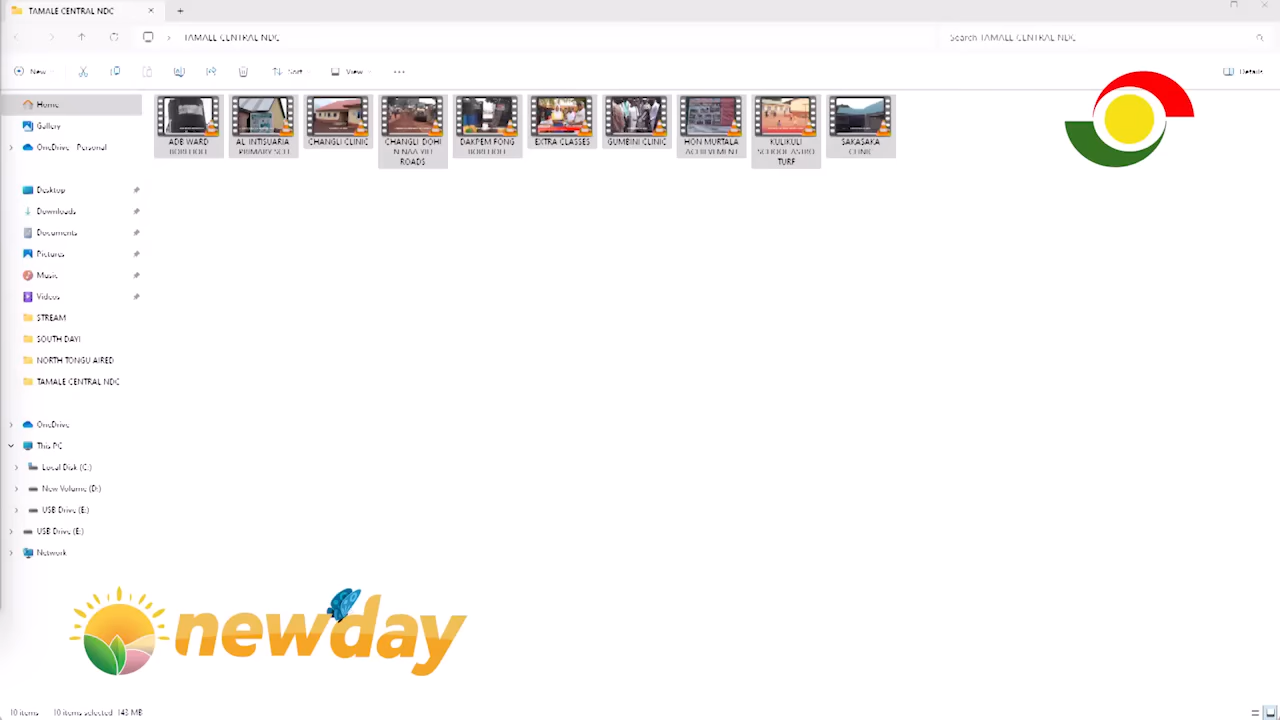 TAMALE CENTRAL NDC
TAMALE CENTRAL NDC
Search TAMALE CENTRAL NDC
New
Sort
View
Details
Home
Gallery
OneDrive - Personal
Desktop
Downloads
Documents
Pictures
Music
Videos
STREAM
SOUTH DAYI
NORTH TONGU AIRED
TAMALE CENTRAL NDC
OneDrive
This PC
Local Disk (C:)
New Volume (D:)
USB Drive (E:)
USB Drive (E:)
Network
ADB WARD
BOREHOLE
AL-INTISUARIA
PRIMARY SCH
CHANGLI CLINIC
CHANGLI DOHI
N NAA YILI
ROADS
DAKPEM FONG
BOREHOLE
EXTRA CLASSES
GUMBINI CLINIC
HON MURTALA
ACHIEVEMENT
KULIKULI
SCHOOL ASTRO
TURF
SAKASAKA
CLINIC
newday
10 items
10 items selected 143 MB